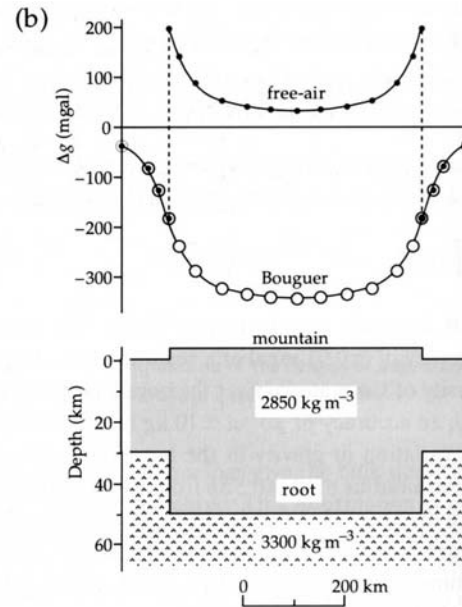 (b)
200
100
0
−100
−200
−300
Δg (mgal)
free-air
Bouguer
mountain
0
20
40
60
Depth (km)
2850 kg m⁻³
root
3300 kg m⁻³
0 200 km